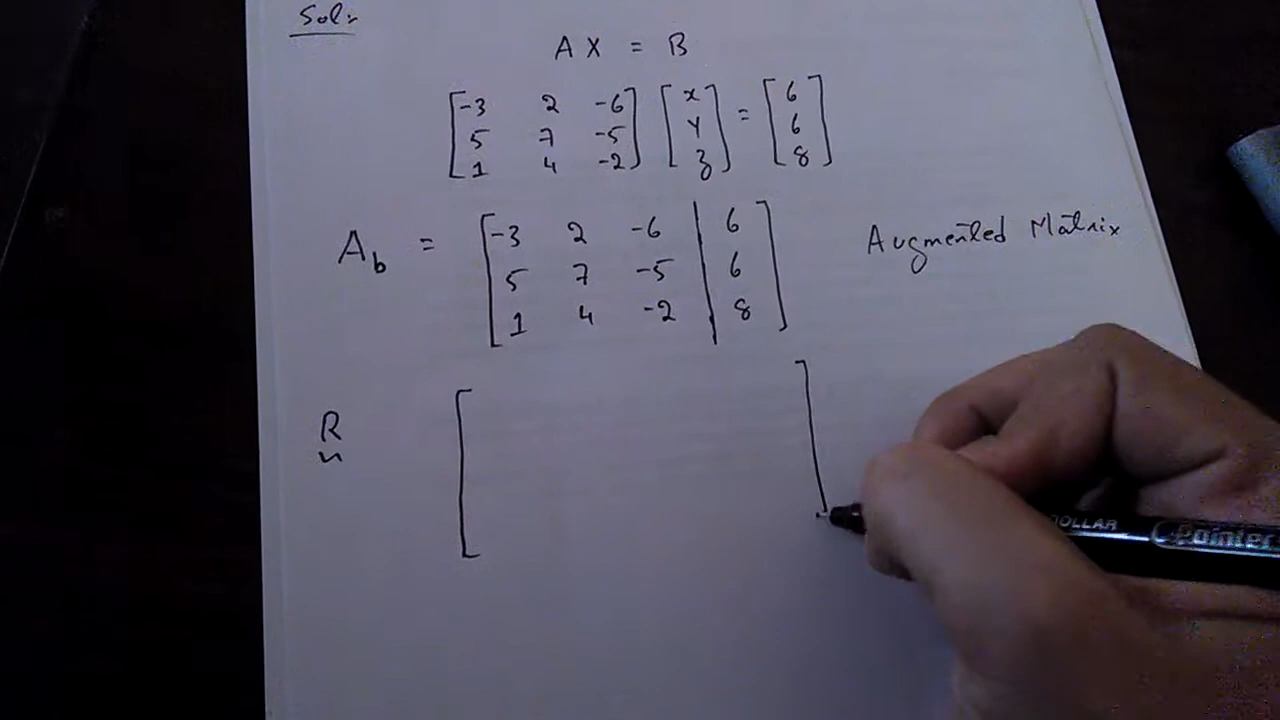 Sol:
A X = B
[-3 2 -6] [x] = [6]
[5 7 -5] [y] [6]
[1 4 -2] [z] [8]
A_b = [-3 2 -6 | 6] Augmented Matrix
[5 7 -5 | 6]
[1 4 -2 | 8]
R
~
DOLLAR Pointer